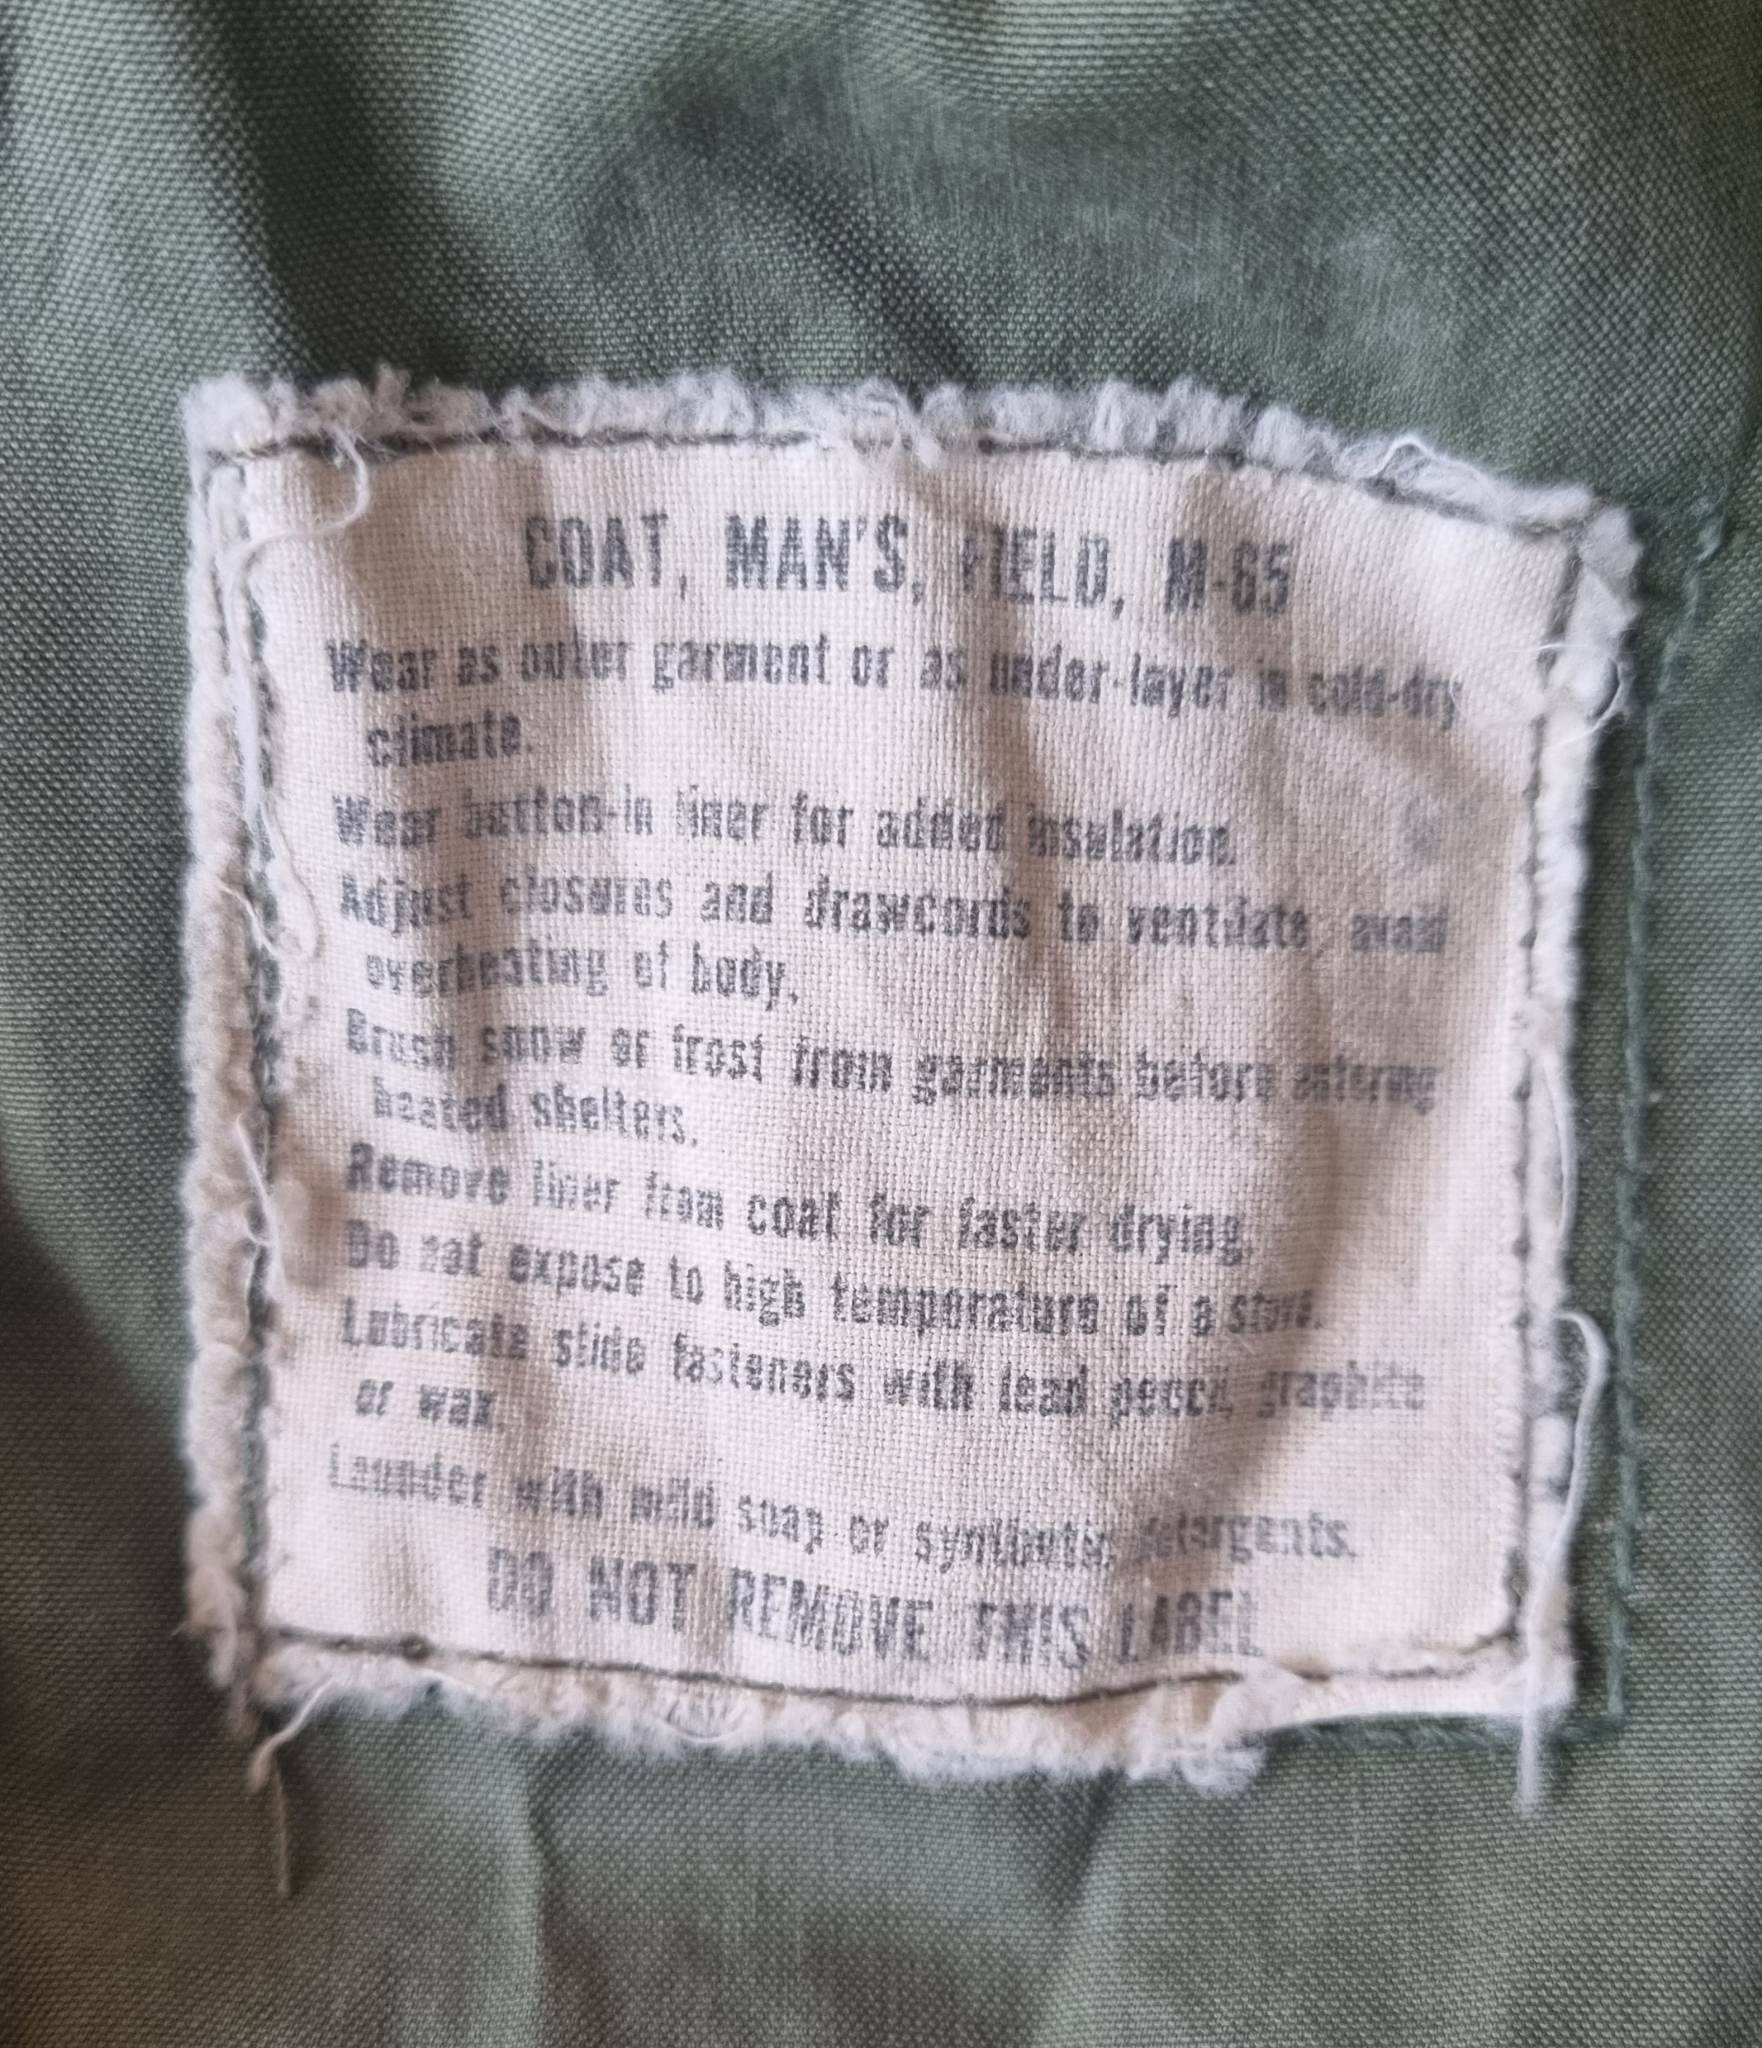 COAT, MAN'S, FIELD, M-65
Wear as outer garment or as under-layer in cold-dry
climate.
Wear button-in liner for added insulation.
Adjust closures and drawcords to ventilate, avoid
overheating of body.
Brush snow or frost from garments before entering
heated shelters.
Remove liner from coat for faster drying.
Do not expose to high temperature of a stove.
Lubricate slide fasteners with lead pencil, graphite
or wax.
Launder with mild soap or synthetic detergents.
DO NOT REMOVE THIS LABEL